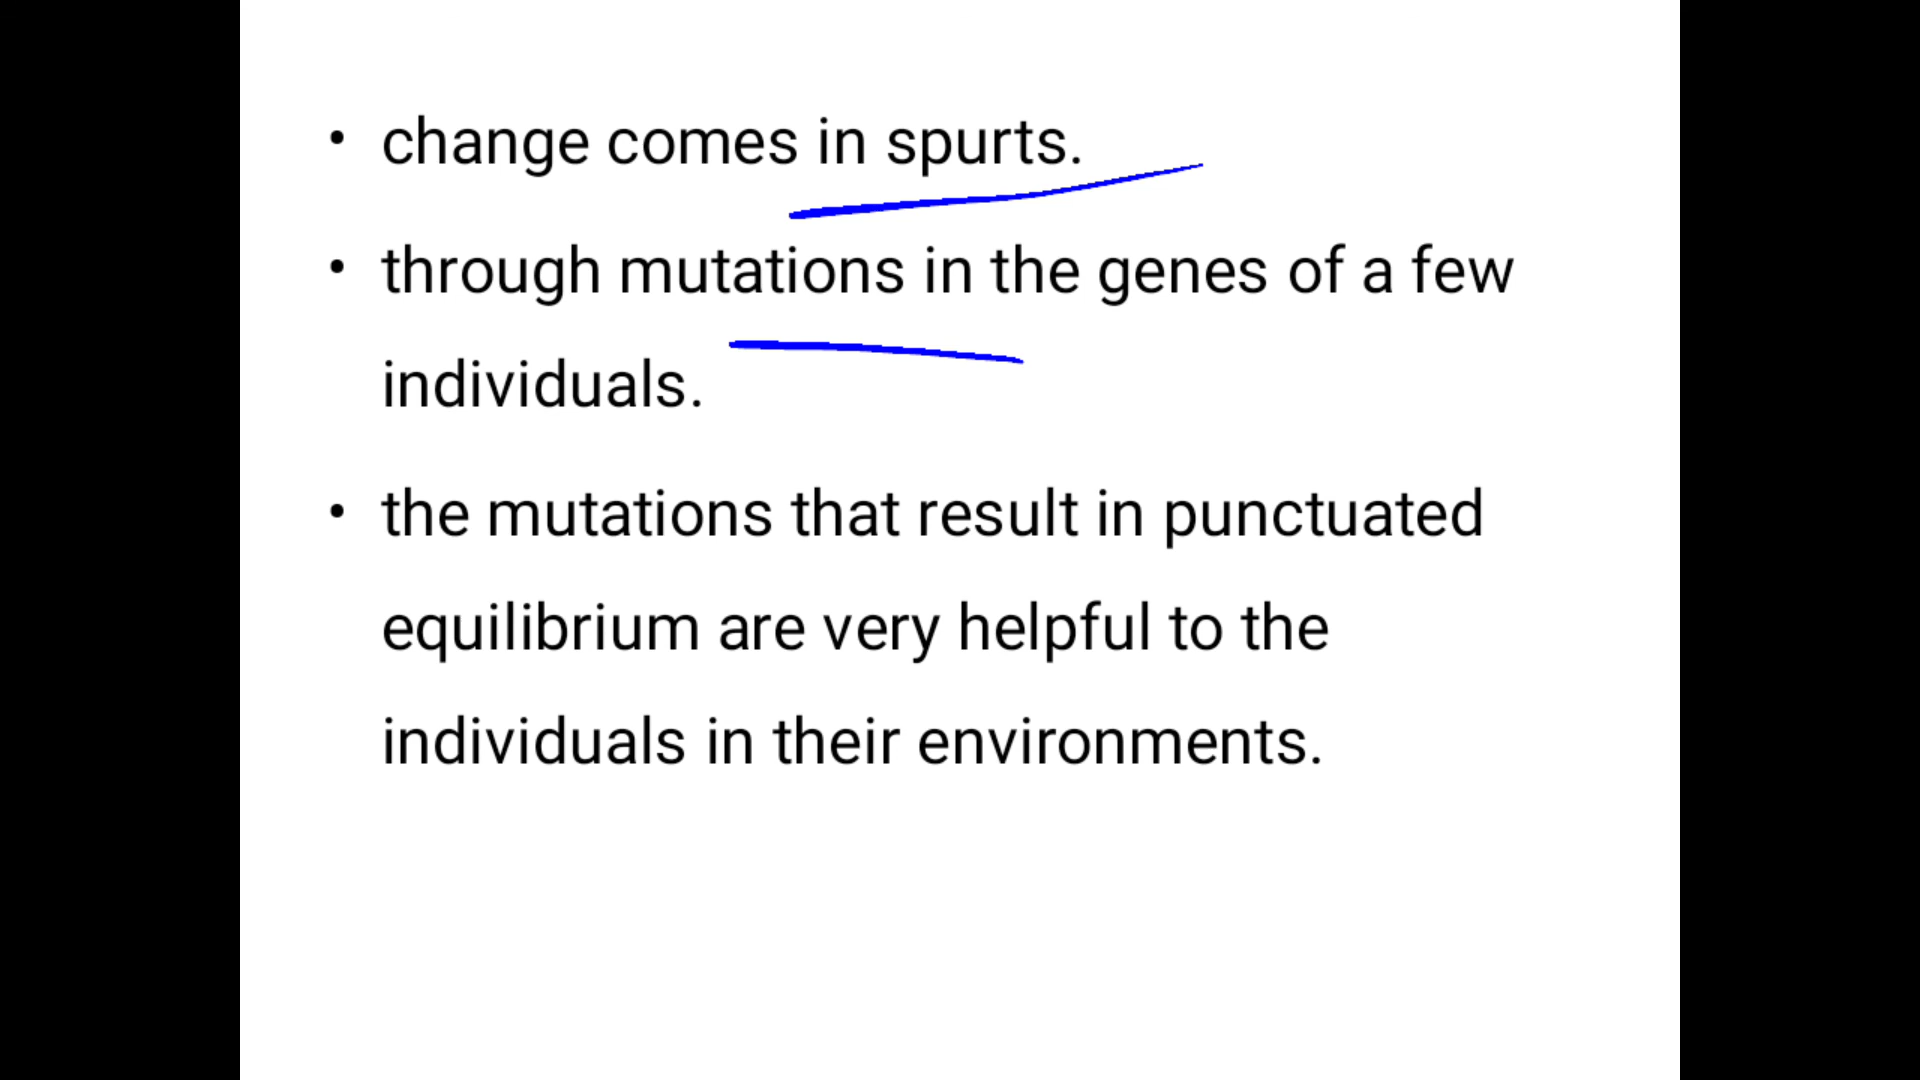 • change comes in spurts.
• through mutations in the genes of a few
individuals.
• the mutations that result in punctuated
equilibrium are very helpful to the
individuals in their environments.